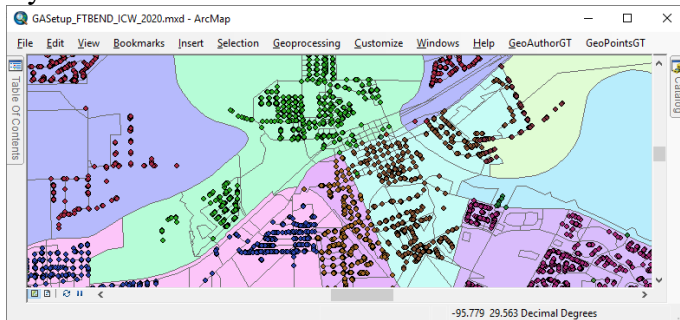 GASetup_FTBEND_ICW_2020.mxd - ArcMap
File Edit View Bookmarks Insert Selection Geoprocessing Customize Windows Help GeoAuthorGT GeoPointsGT
Table Of Contents
Catalog
-95.779 29.563 Decimal Degrees